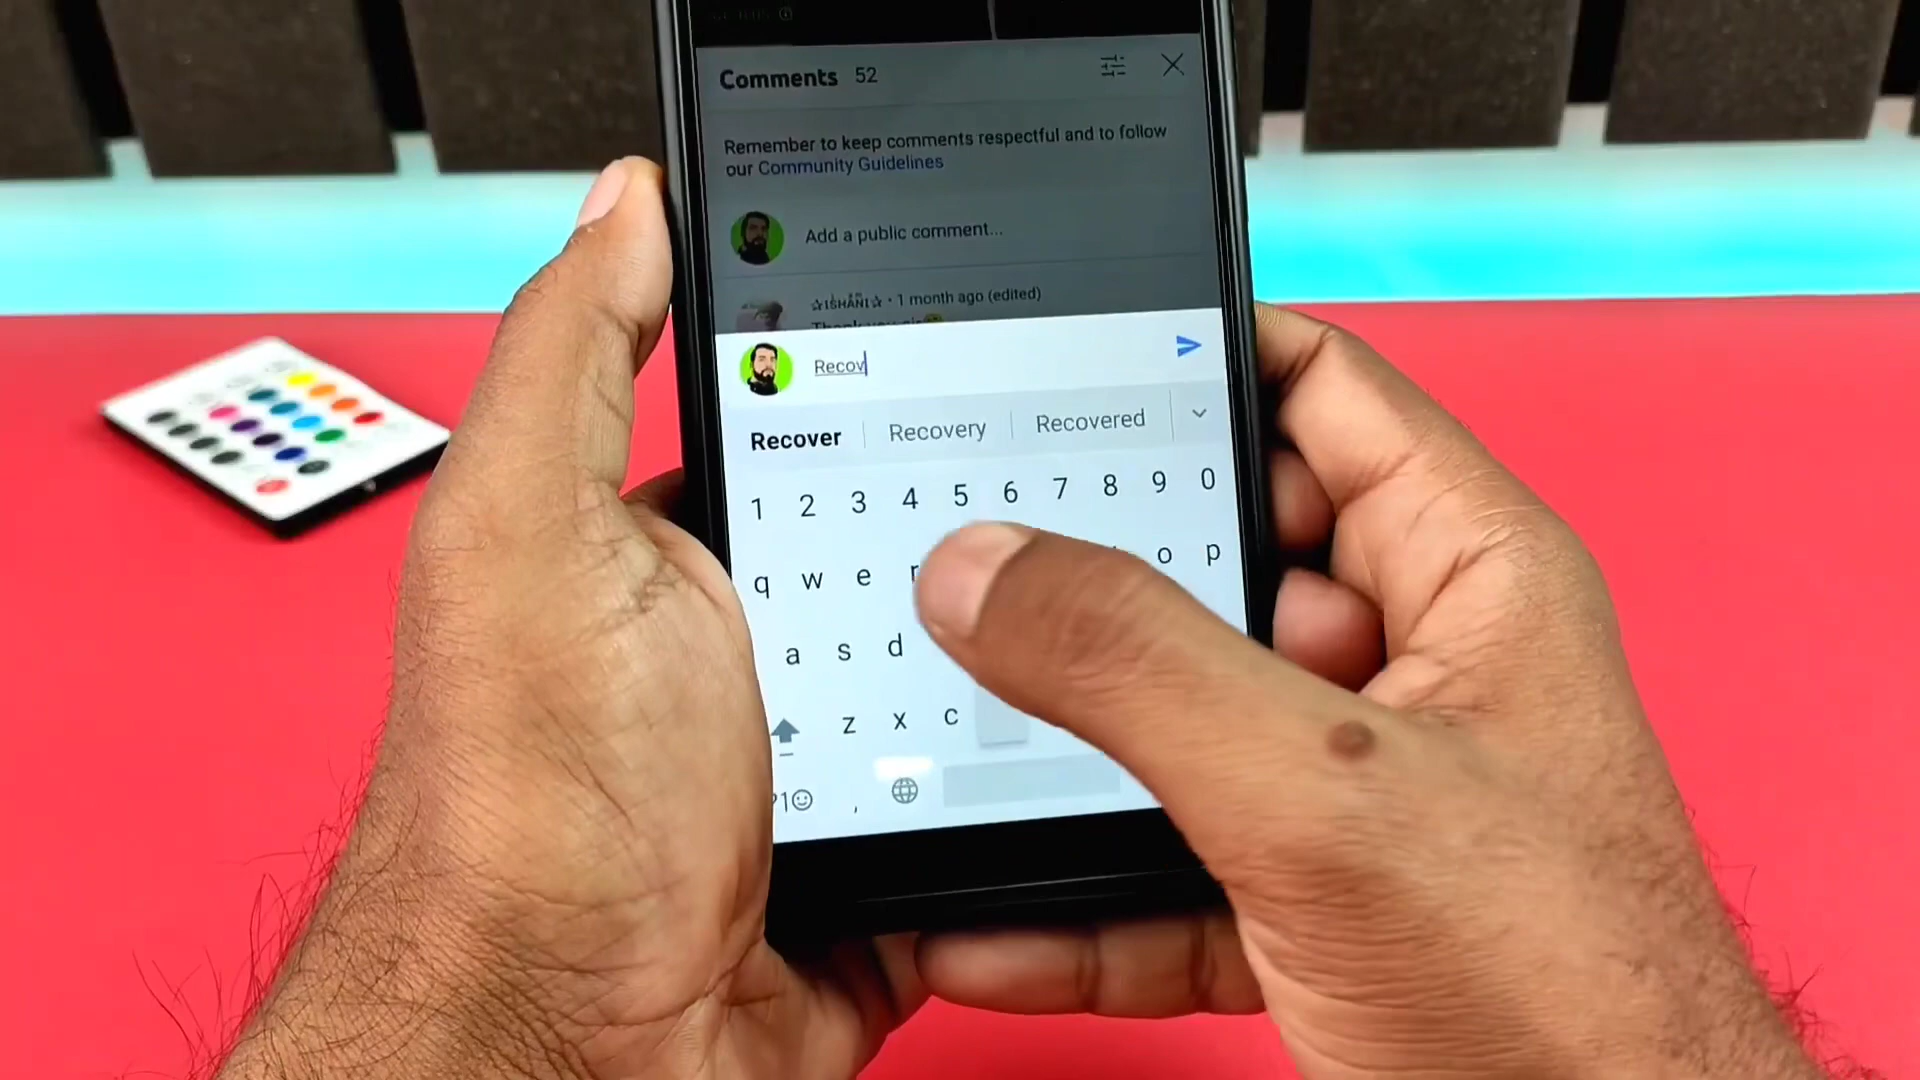 Comments 52
Remember to keep comments respectful and to follow
our Community Guidelines
Add a public comment...
1 month ago (edited)
Recov
Recover Recovery Recovered
1 2 3 4 5 6 7 8 9 0
q w e r o p
a s d
z x c
,